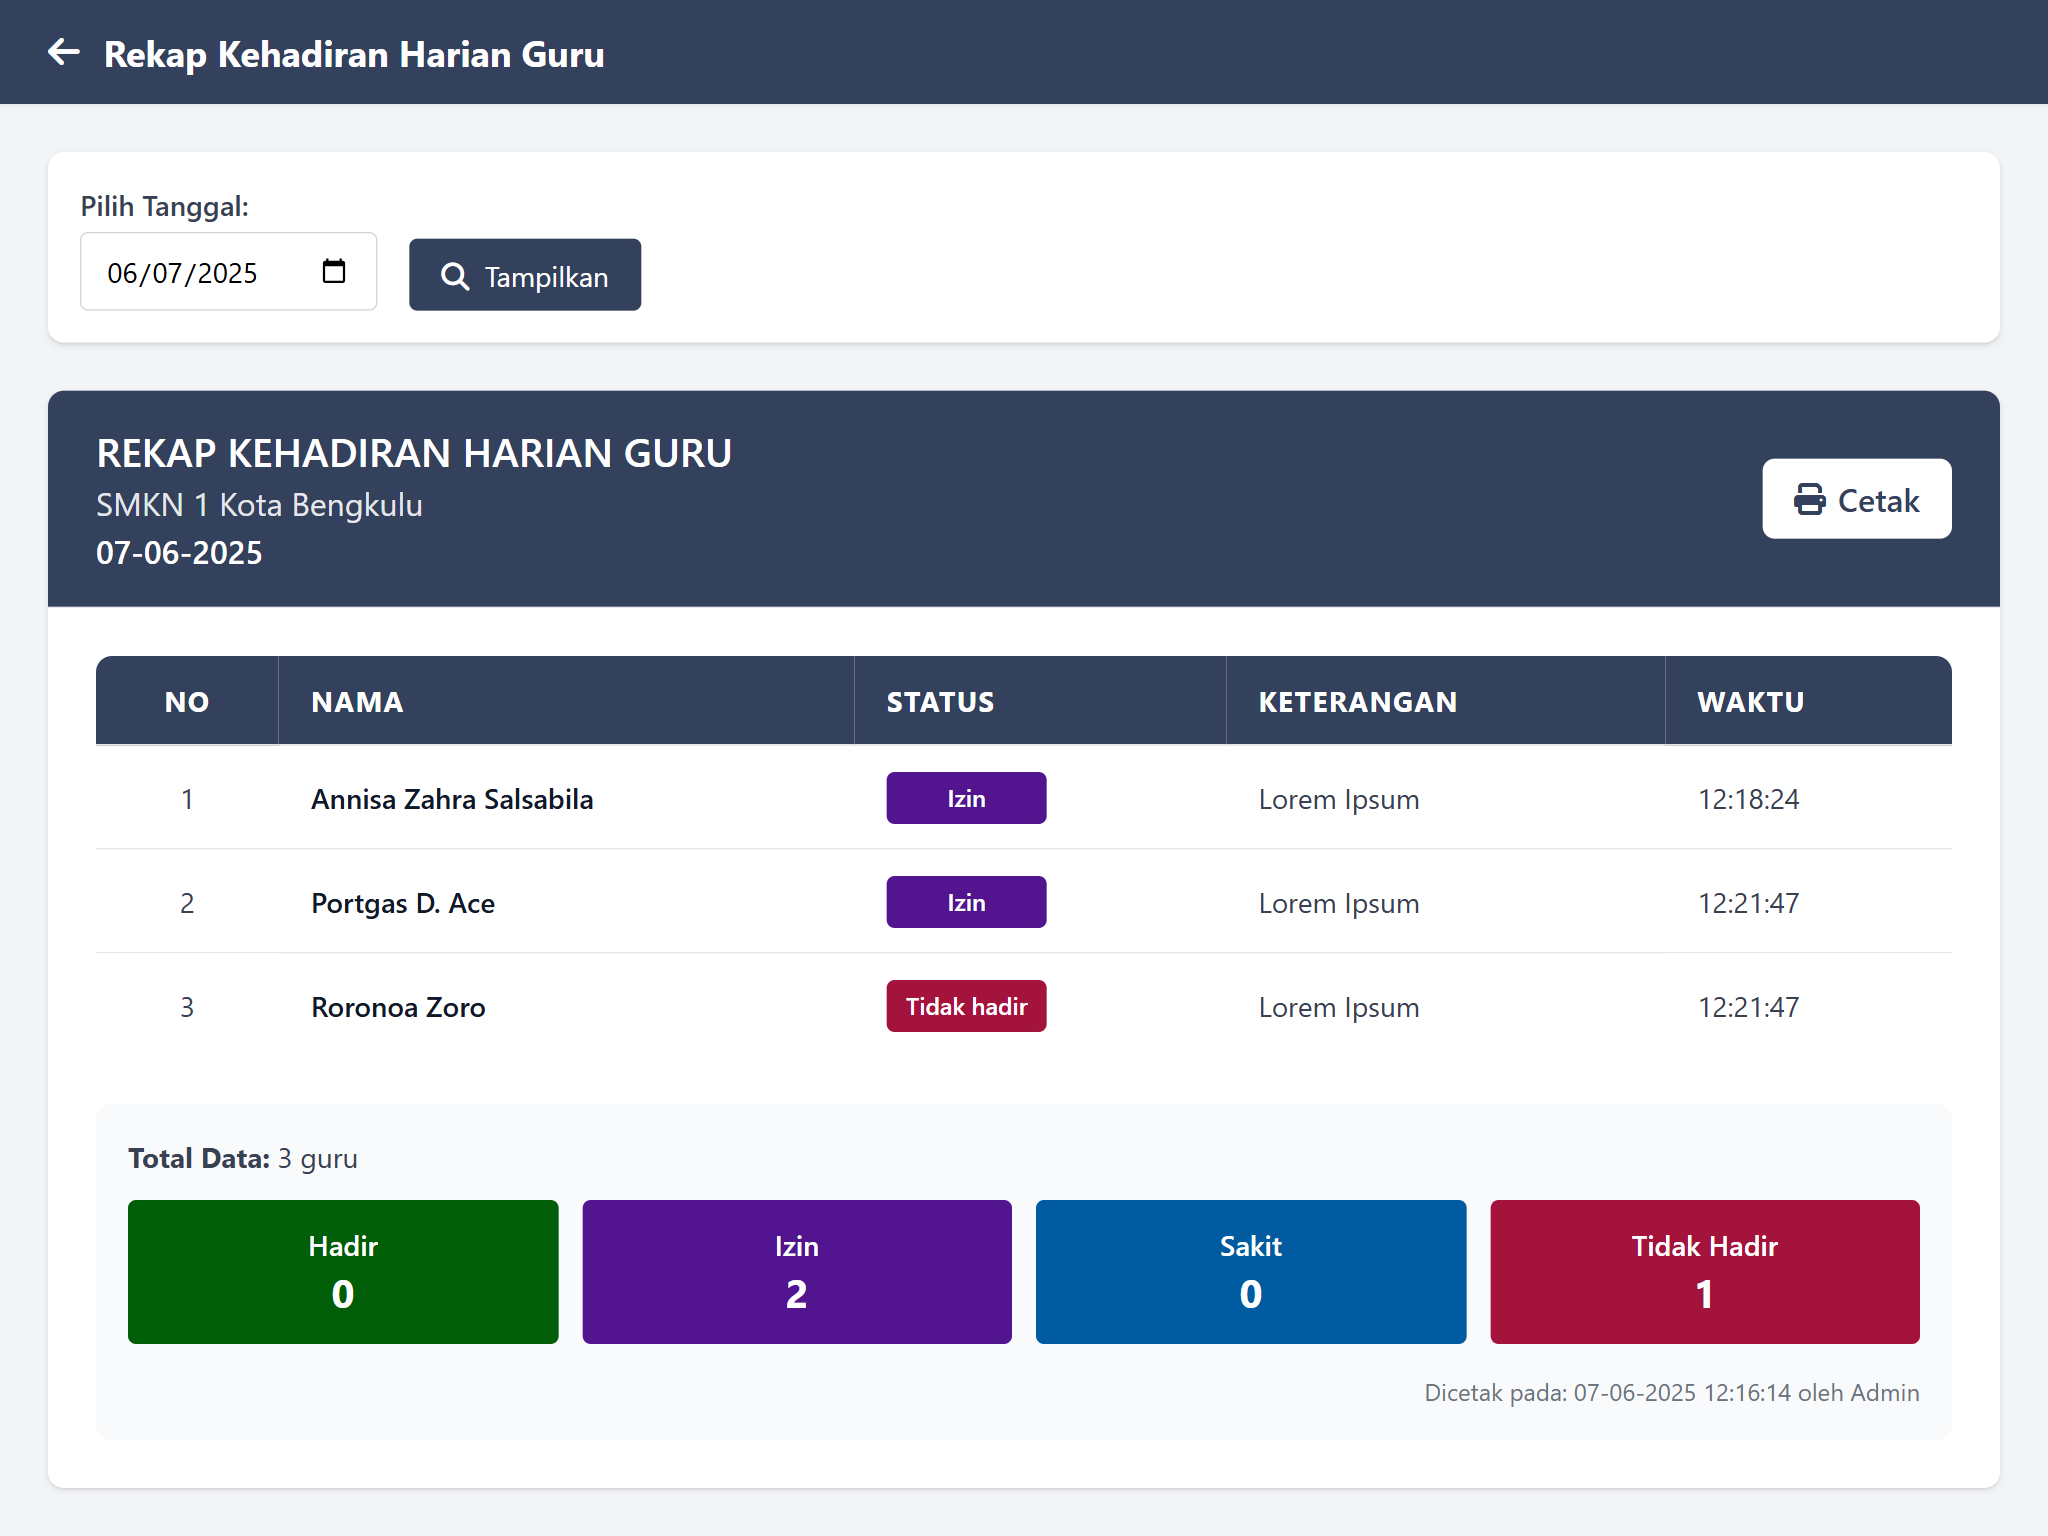 Rekap Kehadiran Harian Guru
Pilih Tanggal:
06/07/2025
Tampilkan
REKAP KEHADIRAN HARIAN GURU
SMKN 1 Kota Bengkulu
07-06-2025
Cetak
NO NAMA STATUS KETERANGAN WAKTU
1 Annisa Zahra Salsabila Izin Lorem Ipsum 12:18:24
2 Portgas D. Ace Izin Lorem Ipsum 12:21:47
3 Roronoa Zoro Tidak hadir Lorem Ipsum 12:21:47
Total Data: 3 guru
Hadir Izin Sakit Tidak Hadir
0 2 0 1
Dicetak pada: 07-06-2025 12:16:14 oleh Admin